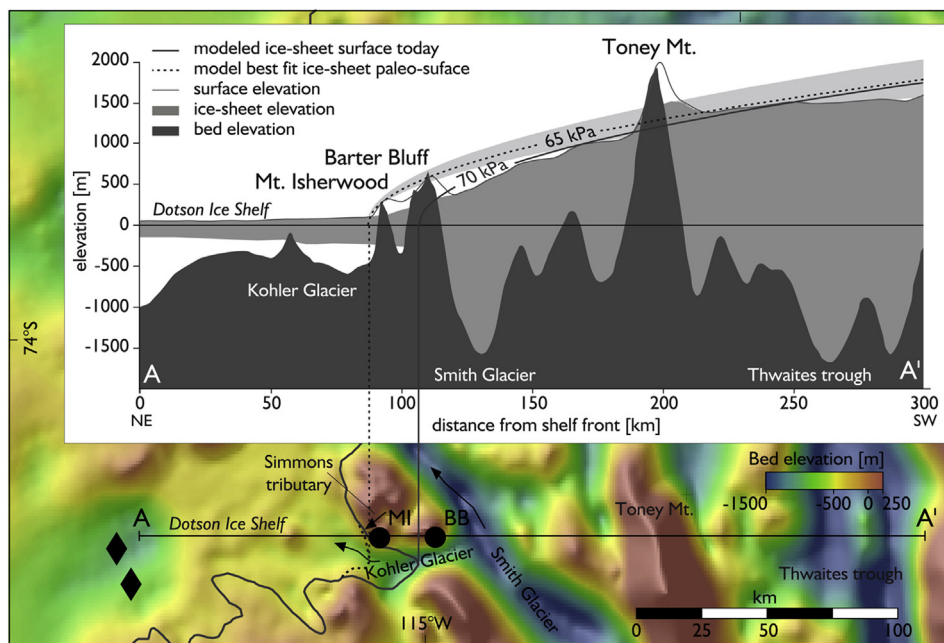 modeled ice-sheet surface today
model best fit ice-sheet paleo-suface
surface elevation
ice-sheet elevation
bed elevation
Toney Mt.
2000
1500
1000
500
0
-500
-1000
-1500
elevation [m]
65 kPa
70 kPa
Barter Bluff
Mt. Isherwood
Dotson Ice Shelf
Kohler Glacier
Smith Glacier
Thwaites trough
A
A'
0
50
100
150
200
250
300
NE
distance from shelf front [km]
SW
74°S
Simmons
tributary
Bed elevation [m]
-1500
-500
0
250
A
Dotson Ice Shelf
MI
BB
Toney Mt.
A'
Kohler Glacier
Smith Glacier
Thwaites trough
115°W
km
0
25
50
100